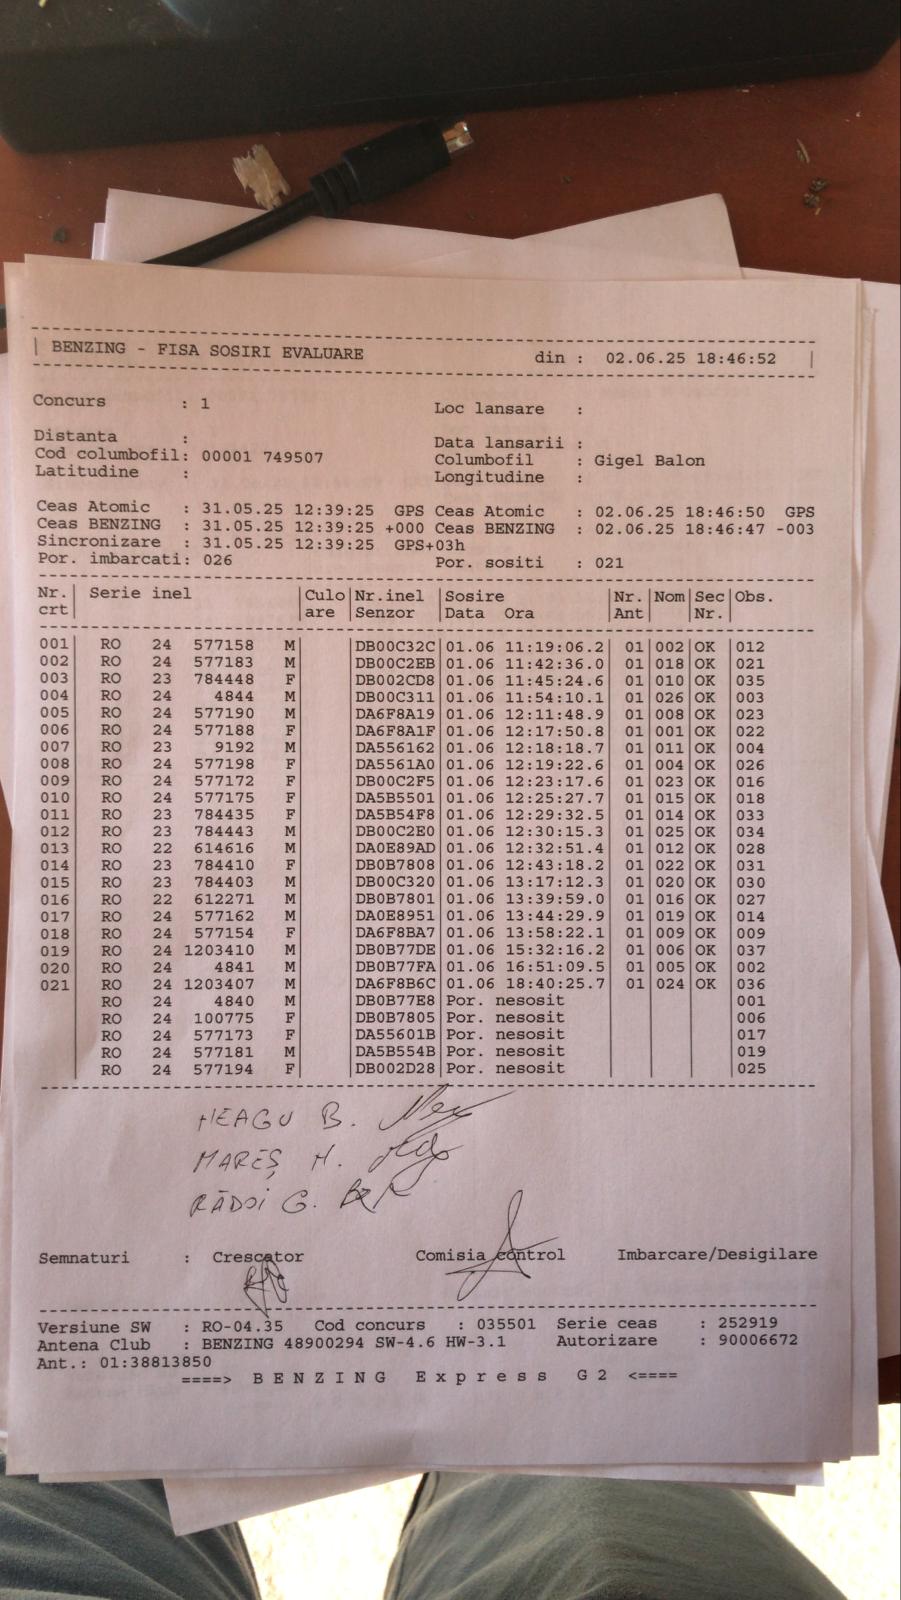 BENZING - FISA SOSIRI EVALUARE din : 02.06.25 18:46:52
Concurs : 1 Loc lansare :
Distanta : Data lansarii :
Cod columbofil: 00001 749507 Columbofil : Gigel Balon
Latitudine : Longitudine :
Ceas Atomic : 31.05.25 12:39:25 GPS Ceas Atomic : 02.06.25 18:46:50 GPS
Ceas BENZING : 31.05.25 12:39:25 +000 Ceas BENZING : 02.06.25 18:46:47 -003
Sincronizare : 31.05.25 12:39:25 GPS+03h
Por. imbarcati: 026 Por. sositi : 021
Nr. | Serie inel |Culo |Nr.inel |Sosire |Nr. |Nom |Sec |Obs.
crt | |are |Senzor |Data Ora |Ant | |Nr. |
001 RO 24 577158 M DB00C32C 01.06 11:19:06.2 01 002 OK 012
002 RO 24 577183 M DB00C2EB 01.06 11:42:36.0 01 018 OK 021
003 RO 23 784448 F DB002CD8 01.06 11:45:24.6 01 010 OK 035
004 RO 24 4844 M DB00C311 01.06 11:54:10.1 01 026 OK 003
005 RO 24 577190 M DA6F8A19 01.06 12:11:48.9 01 008 OK 023
006 RO 24 577188 F DA6F8A1F 01.06 12:17:50.8 01 001 OK 022
007 RO 23 9192 M DA556162 01.06 12:18:18.7 01 011 OK 004
008 RO 24 577198 F DA5561A0 01.06 12:19:22.6 01 004 OK 026
009 RO 24 577172 F DB00C2F5 01.06 12:23:17.6 01 023 OK 016
010 RO 24 577175 F DA5B5501 01.06 12:25:27.7 01 015 OK 018
011 RO 23 784435 F DA5B54F8 01.06 12:29:32.5 01 014 OK 033
012 RO 23 784443 M DB00C2E0 01.06 12:30:15.3 01 025 OK 034
013 RO 22 614616 M DA0E89AD 01.06 12:32:51.4 01 012 OK 028
014 RO 23 784410 F DB0B7808 01.06 12:43:18.2 01 022 OK 031
015 RO 23 784403 M DB00C320 01.06 13:17:12.3 01 020 OK 030
016 RO 22 612271 M DB0B7801 01.06 13:39:59.0 01 016 OK 027
017 RO 24 577162 M DA0E8951 01.06 13:44:29.9 01 019 OK 014
018 RO 24 577154 F DA6F8BA7 01.06 13:58:22.1 01 009 OK 009
019 RO 24 1203410 M DB0B77DE 01.06 15:32:16.2 01 006 OK 037
020 RO 24 4841 M DB0B77FA 01.06 16:51:09.5 01 005 OK 002
021 RO 24 1203407 M DA6F8B6C 01.06 18:40:25.7 01 024 OK 036
RO 24 4840 M DB0B77E8 Por. nesosit 001
RO 24 100775 F DB0B7805 Por. nesosit 006
RO 24 577173 F DA55601B Por. nesosit 017
RO 24 577181 M DA5B554B Por. nesosit 019
RO 24 577194 F DB002D28 Por. nesosit 025
NEAGU B.
MAREȘ M.
RĂDOI G.
Semnaturi : Crescator Comisia control Imbarcare/Desigilare
Versiune SW : RO-04.35 Cod concurs : 035501 Serie ceas : 252919
Antena Club : BENZING 48900294 SW-4.6 HW-3.1 Autorizare : 90006672
Ant.: 01:38813850
====> BENZING Express G2 <====